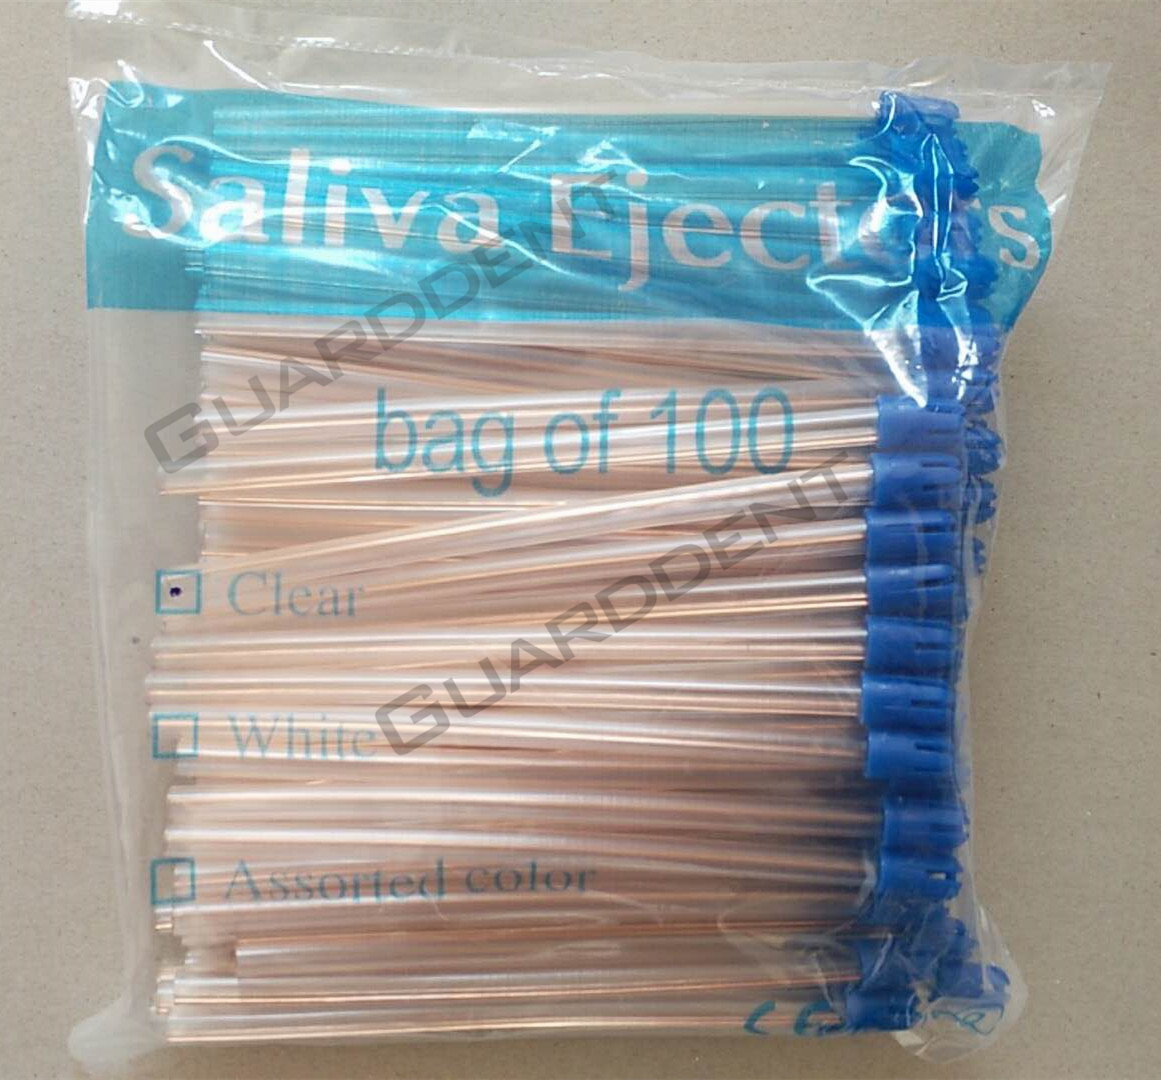 Saliva Ejectors
bag of 100
Clear
White
Assorted color
GUARDDENT
GUARDDENT